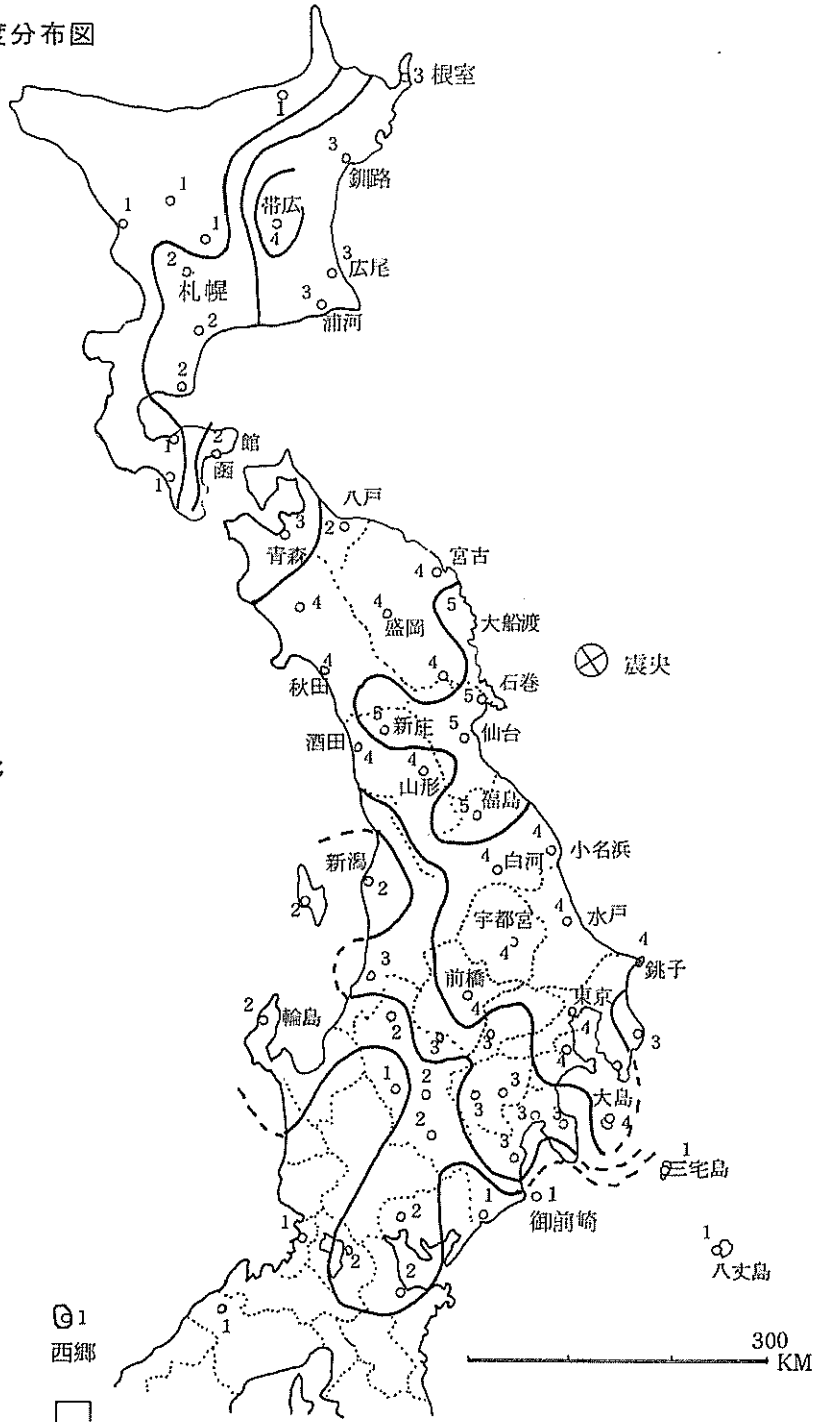 度分布図
3 根室
1
3
釧路
1
帯広
1
4
1
2
3
広尾
札幌
3
浦河
2
2
2 館
1
函
1
八戸
3
2
青森
4 宮古
4
4
5
盛岡
大船渡
4
4
震央
秋田
石巻
5
5
新庄
5
仙台
酒田
4
4
山形
5
福島
4
小名浜
新潟
4
白河
2
2
宇都宮
4
水戸
4
4
銚子
3
前橋
2
輪島
4
東京
2
4
3
3
3
4
1
2
3
大島
3
4
3
3
2
3
1
三宅島
2
1
1
御前崎
1
1
2
八丈島
2
1
1
西郷
300
KM